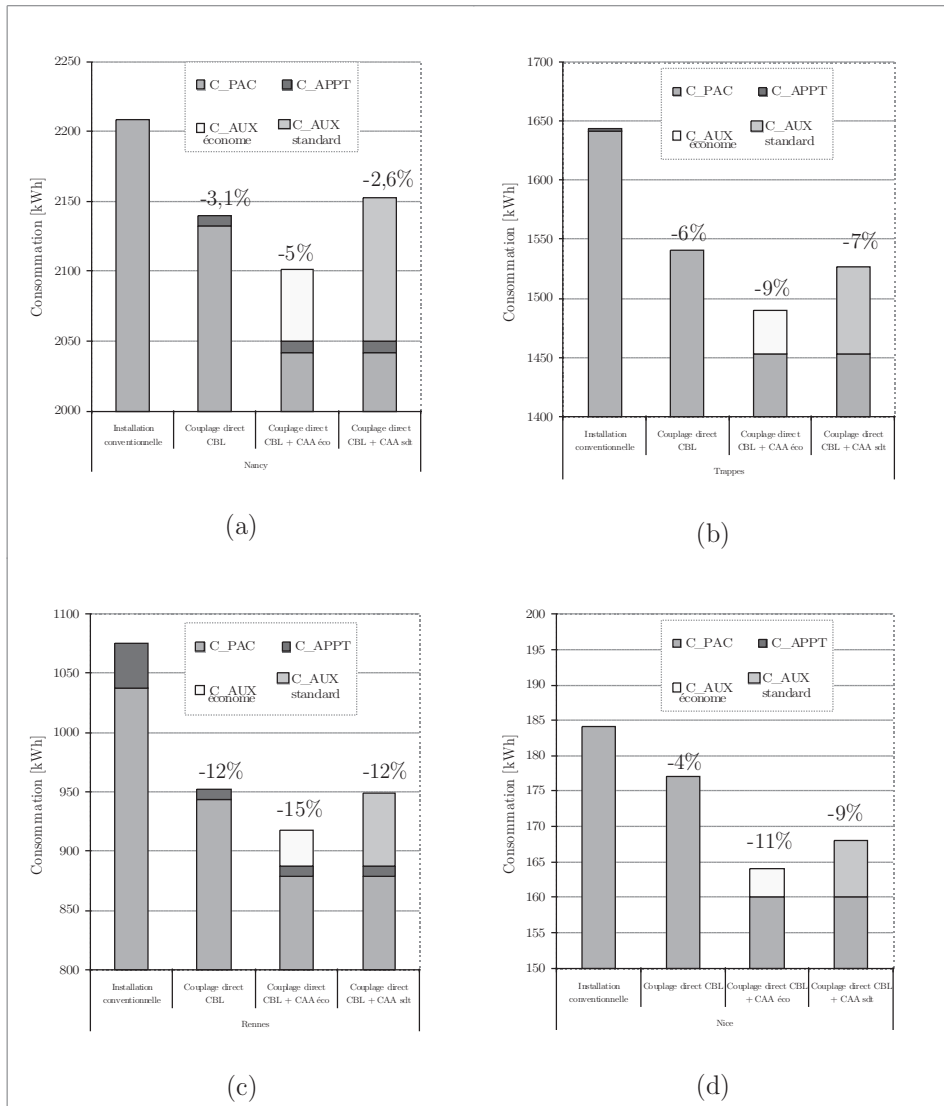 2250
2200
2150
2100
2050
2000
Consommation [kWh]
C_PAC
C_APPT
C_AUX
économe
C_AUX
standard
-3,1%
-5%
-2,6%
Installation
conventionnelle
Couplage direct
CBL
Couplage direct
CBL + CAA éco
Couplage direct
CBL + CAA sdt
Nancy
(a)
1700
1650
1600
1550
1500
1450
1400
Consommation [kWh]
C_PAC
C_APPT
C_AUX
économe
C_AUX
standard
-6%
-9%
-7%
Installation
conventionnelle
Couplage direct
CBL
Couplage direct
CBL + CAA éco
Couplage direct
CBL + CAA sdt
Trappes
(b)
1100
1050
1000
950
900
850
800
Consommation [kWh]
C_PAC
C_APPT
C_AUX
économe
C_AUX
standard
-12%
-15%
-12%
Installation
conventionnelle
Couplage direct
CBL
Couplage direct
CBL + CAA éco
Couplage direct
CBL + CAA sdt
Rennes
(c)
200
195
190
185
180
175
170
165
160
155
150
Consommation [kWh]
C_PAC
C_APPT
C_AUX
économe
C_AUX
standard
-4%
-11%
-9%
Installation
conventionnelle
Couplage direct CBL
Couplage direct CBL
+ CAA éco
Couplage direct CBL
+ CAA sdt
Nice
(d)